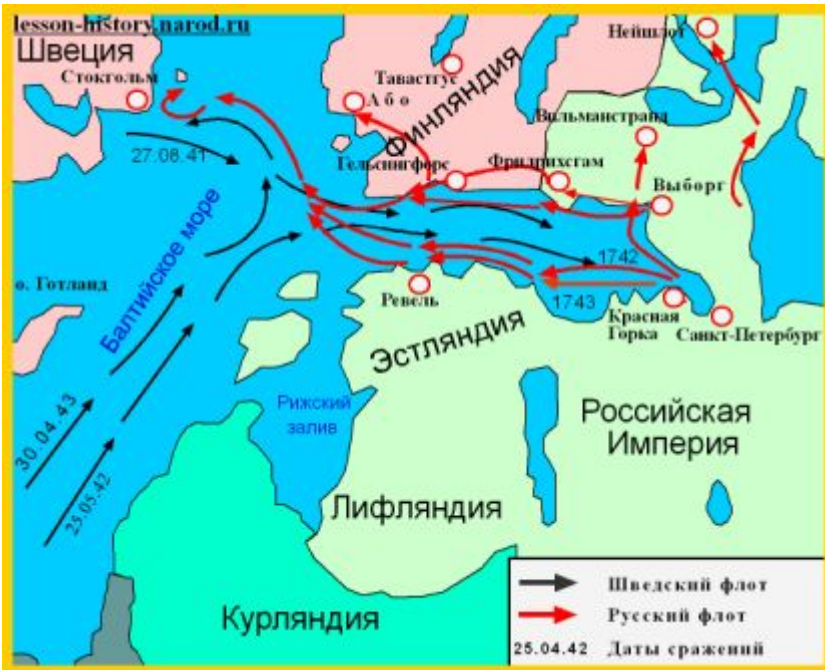 lesson-history.narod.ru
Швеция
Стокгольм
Нейшлот
Тавастгус
Або
Финляндия
Вильманстранд
27.08.41
Гельсингфорс
Фридрихсгам
Выборг
Балтийское море
о. Готланд
1742
Ревель
1743
Красная
Горка
Санкт-Петербург
Эстляндия
Рижский
залив
Российская
Империя
30.04.43
25.05.42
Лифляндия
Курляндия
Шведский флот
Русский флот
25.04.42 Даты сражений